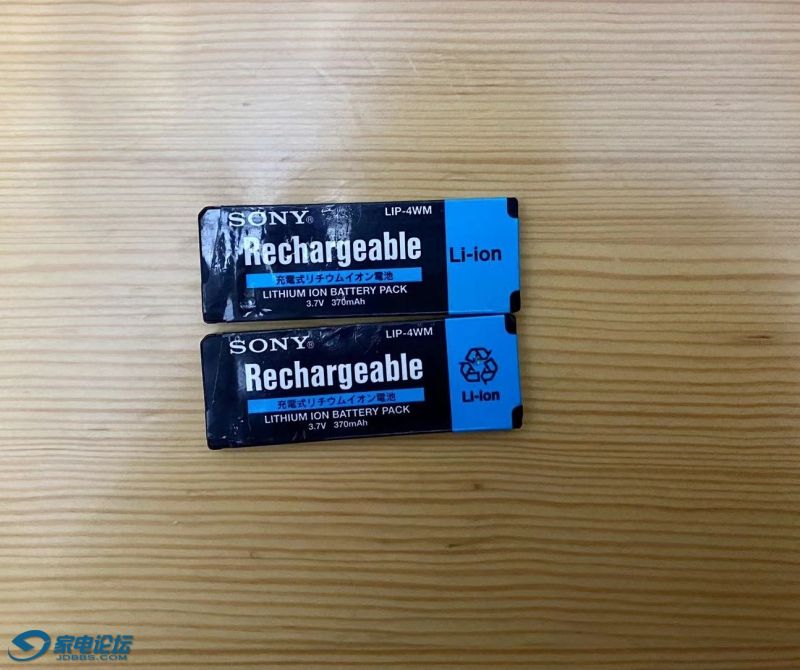 SONY® LIP-4WM
Rechargeable
Li-ion
充電式リチウムイオン電池
LITHIUM ION BATTERY PACK
3.7V 370mAh
SONY® LIP-4WM
Rechargeable
充電式リチウムイオン電池
Li-ion
LITHIUM ION BATTERY PACK
3.7V 370mAh
家电论坛
JDBBS.COM